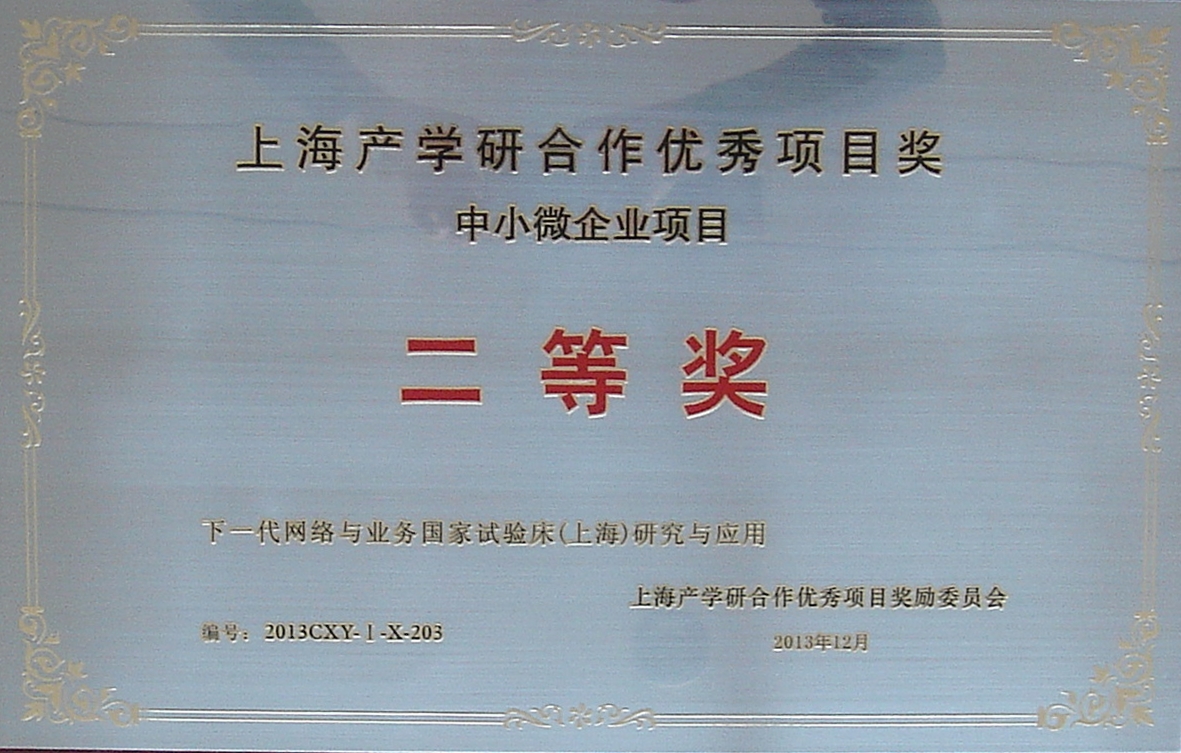 上海产学研合作优秀项目奖
中小微企业项目
二等奖
下一代网络与业务国家试验床(上海)研究与应用
上海产学研合作优秀项目奖励委员会
编号：2013CXY-Ⅰ-X-203
2013年12月